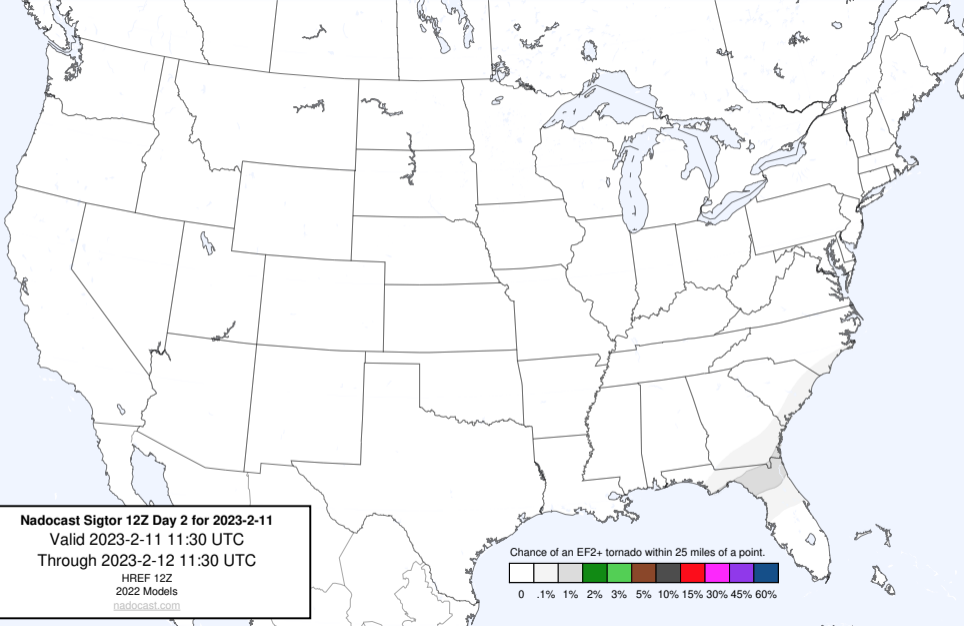 Nadocast Sigtor 12Z Day 2 for 2023-2-11
Valid 2023-2-11 11:30 UTC
Through 2023-2-12 11:30 UTC
HREF 12Z
2022 Models
nadocast.com
Chance of an EF2+ tornado within 25 miles of a point.
0 .1% 1% 2% 3% 5% 10% 15% 30% 45% 60%